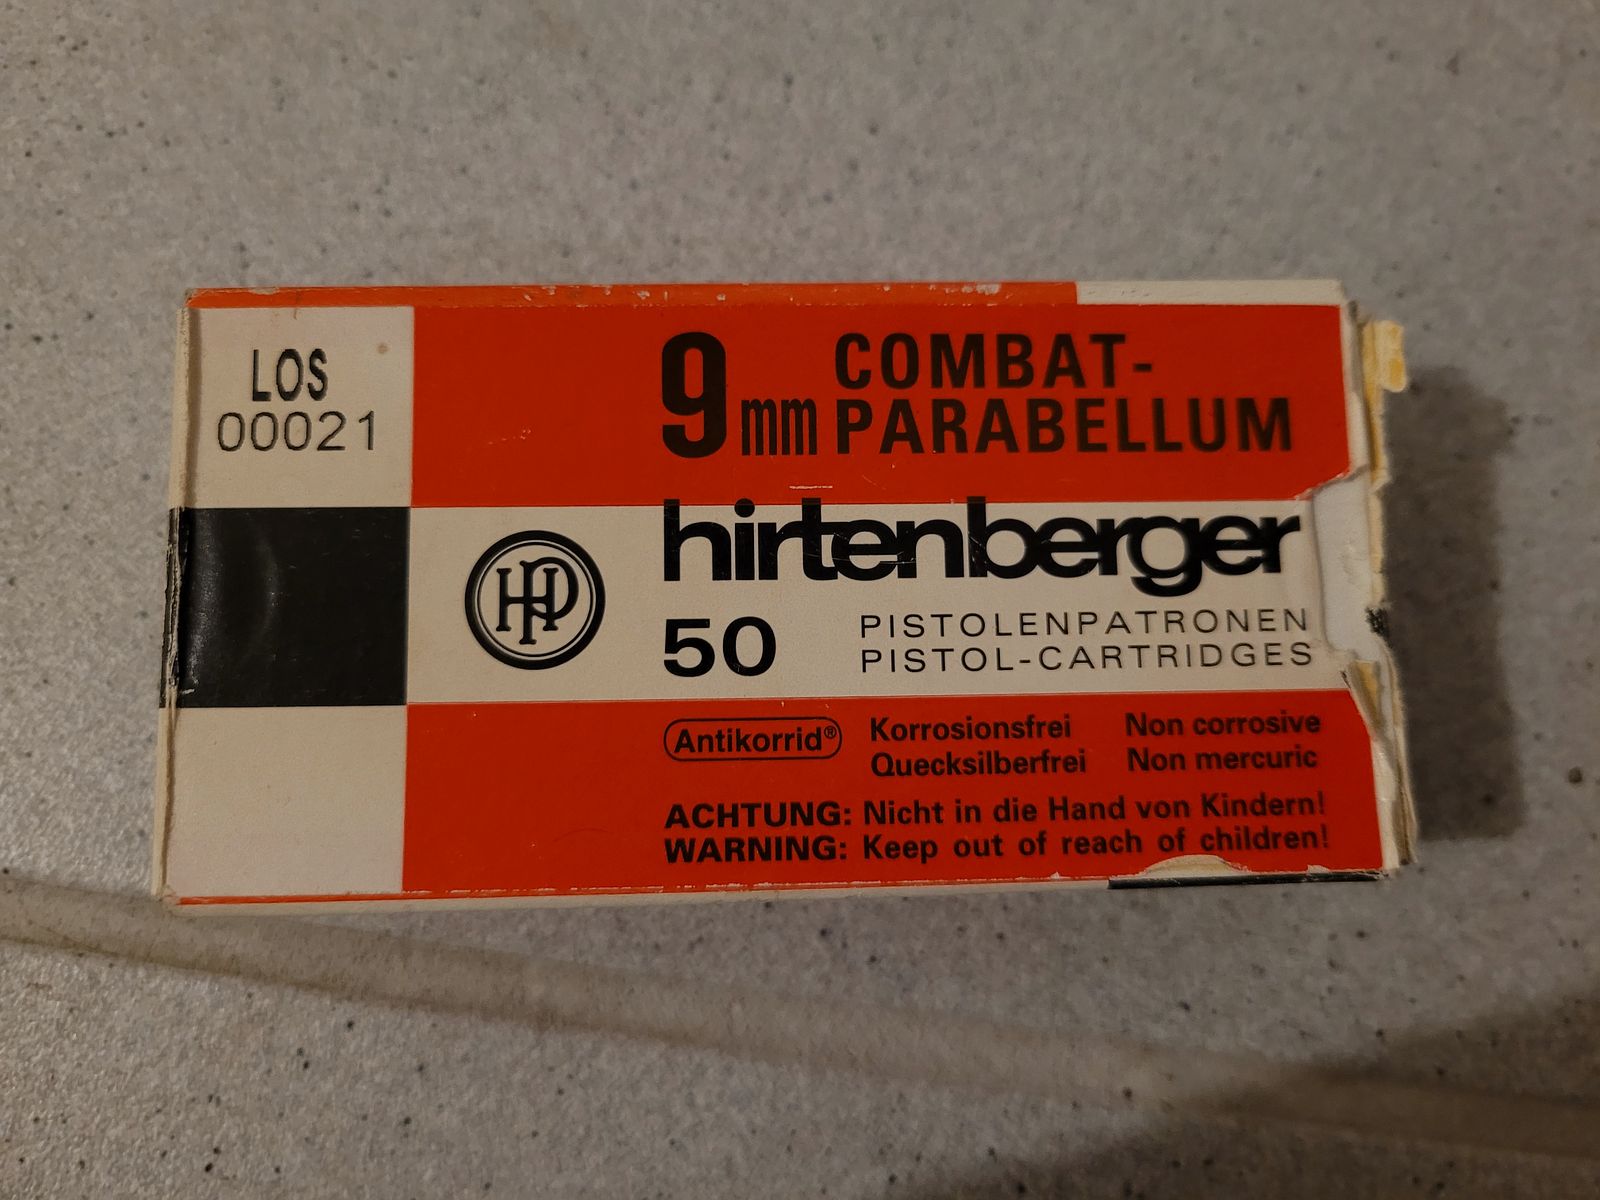 LOS
00021
9mm COMBAT-
PARABELLUM
HP
hirtenberger
50 PISTOLENPATRONEN
PISTOL-CARTRIDGES
Antikorrid® Korrosionsfrei Non corrosive
Quecksilberfrei Non mercuric
ACHTUNG: Nicht in die Hand von Kindern!
WARNING: Keep out of reach of children!